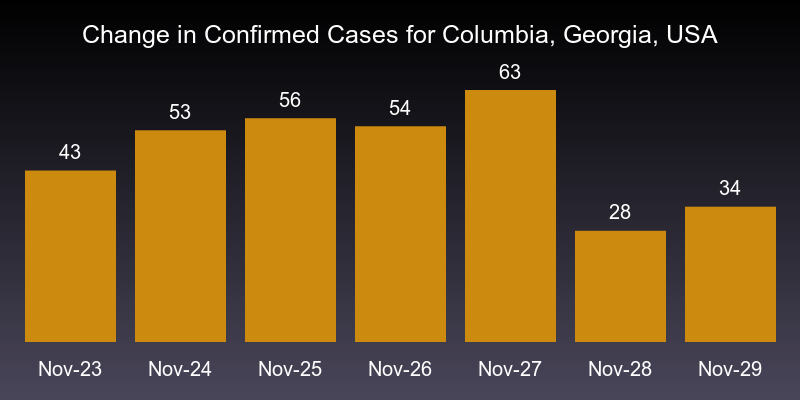 Change in Confirmed Cases for Columbia, Georgia, USA
43 53 56 54 63 28 34
Nov-23 Nov-24 Nov-25 Nov-26 Nov-27 Nov-28 Nov-29